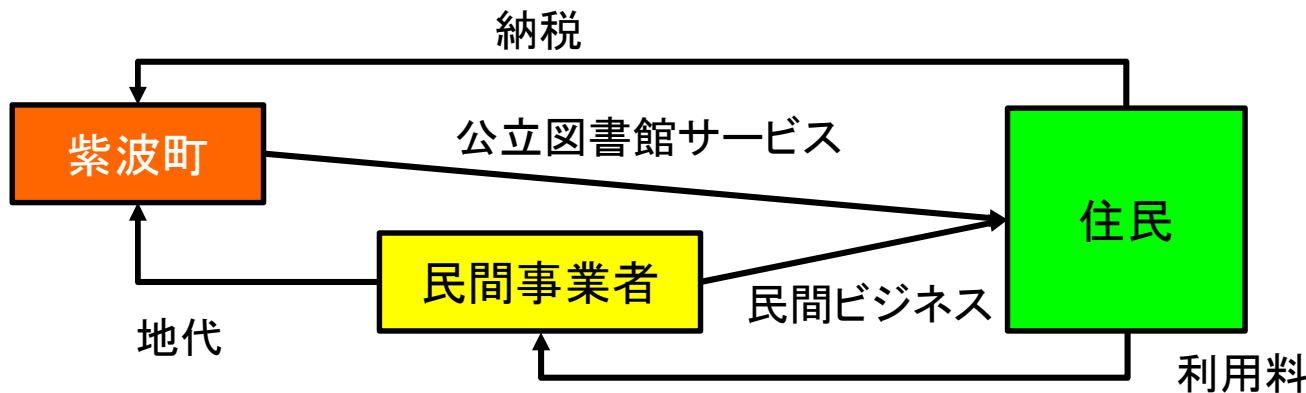 納税
紫波町
公立図書館サービス
住民
民間事業者
民間ビジネス
地代
利用料